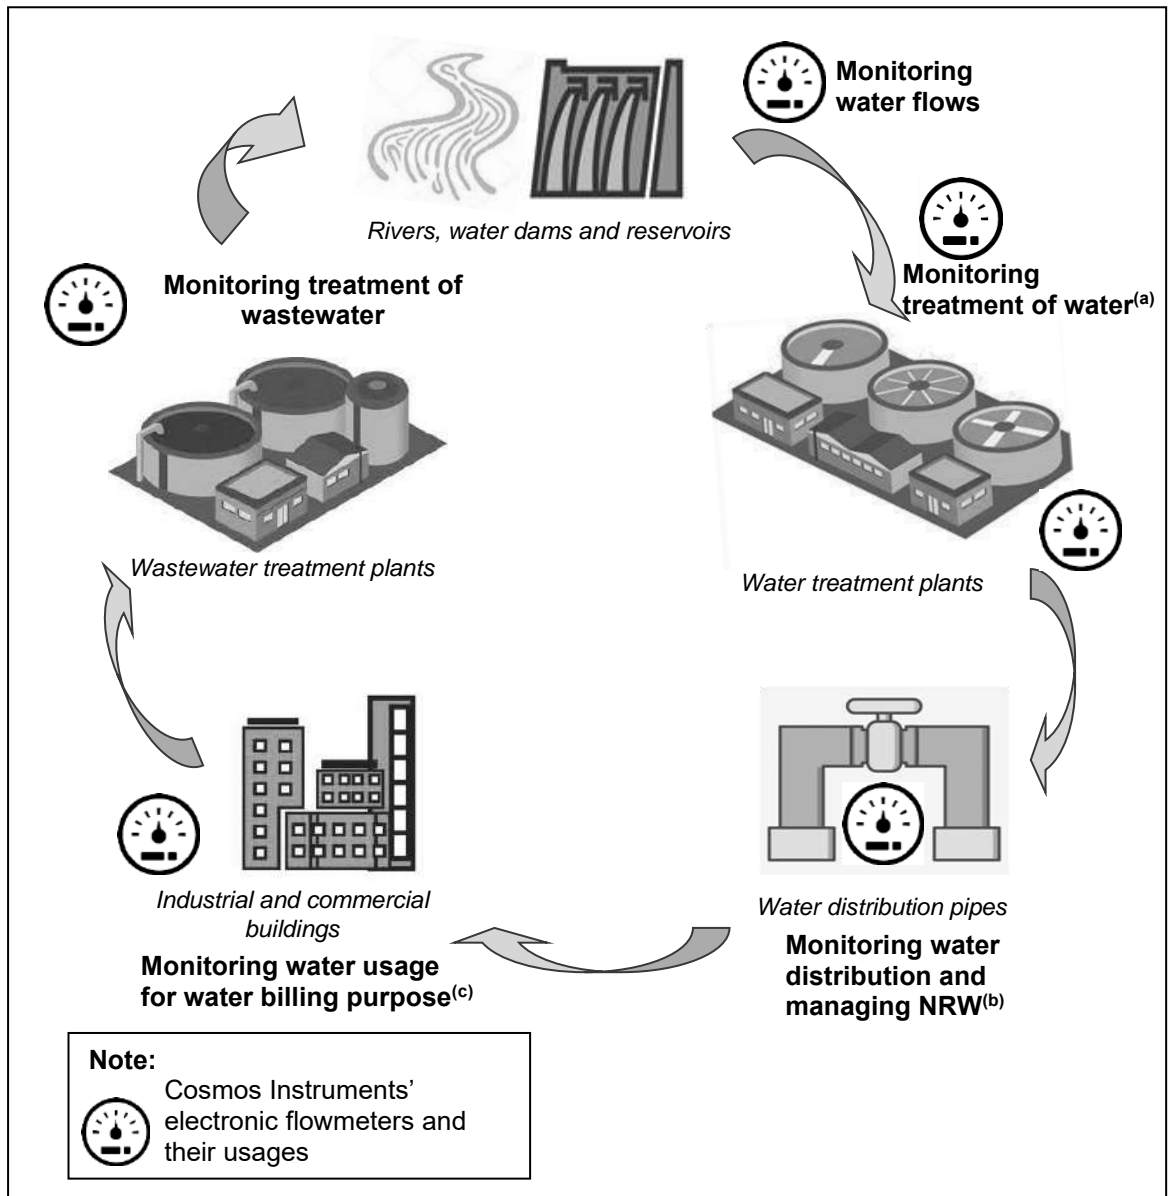 Monitoring
water flows
Rivers, water dams and reservoirs
Monitoring
treatment of water(a)
Monitoring treatment of
wastewater
Wastewater treatment plants
Water treatment plants
Industrial and commercial
buildings
Monitoring water usage
for water billing purpose(c)
Water distribution pipes
Monitoring water
distribution and
managing NRW(b)
Note:
Cosmos Instruments’
electronic flowmeters and
their usages